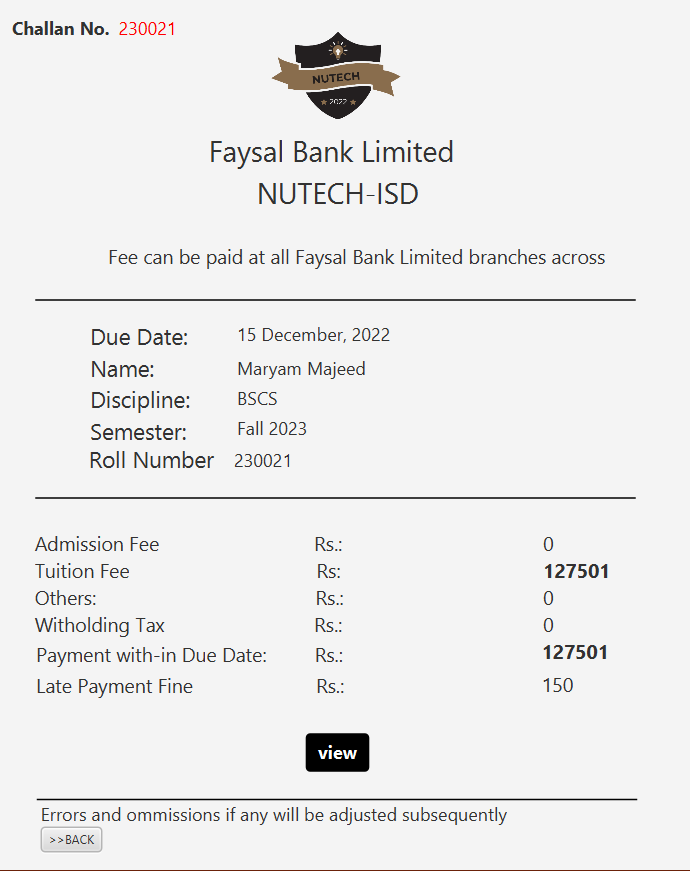 Challan No. 230021
NUTECH
★ 2022 ★
Faysal Bank Limited
NUTECH-ISD
Fee can be paid at all Faysal Bank Limited branches across
Due Date: 15 December, 2022
Name: Maryam Majeed
Discipline: BSCS
Semester: Fall 2023
Roll Number 230021
Admission Fee Rs.: 0
Tuition Fee Rs: 127501
Others: Rs.: 0
Witholding Tax Rs.: 0
Payment with-in Due Date: Rs.: 127501
Late Payment Fine Rs.: 150
view
Errors and ommissions if any will be adjusted subsequently
>>BACK